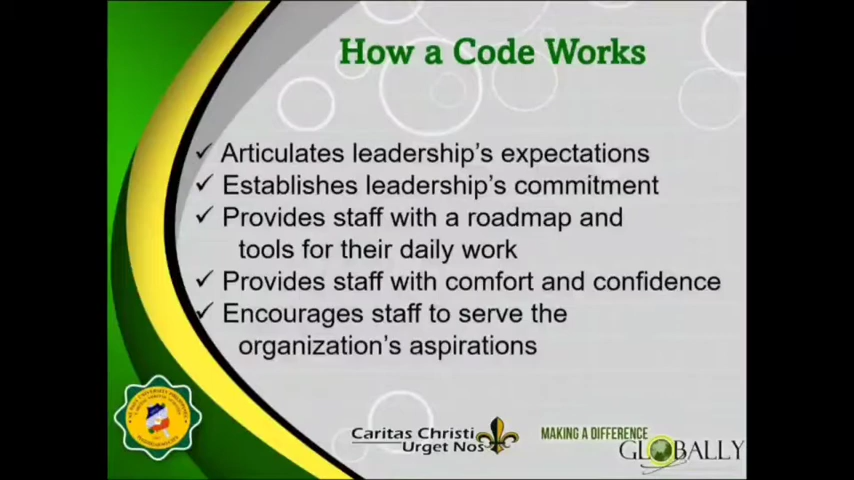 How a Code Works
✓ Articulates leadership's expectations
✓ Establishes leadership's commitment
✓ Provides staff with a roadmap and
tools for their daily work
✓ Provides staff with comfort and confidence
✓ Encourages staff to serve the
organization's aspirations
Caritas Christi
Urget Nos
MAKING A DIFFERENCE
GLOBALLY